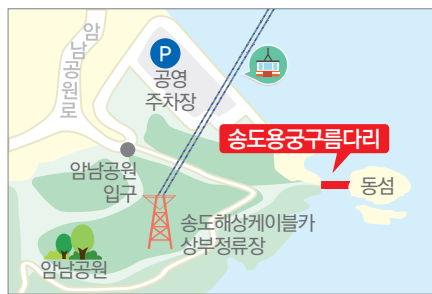 암남공원로
P
공영
주차장
송도용궁구름다리
암남공원
입구
동섬
송도해상케이블카
상부정류장
암남공원